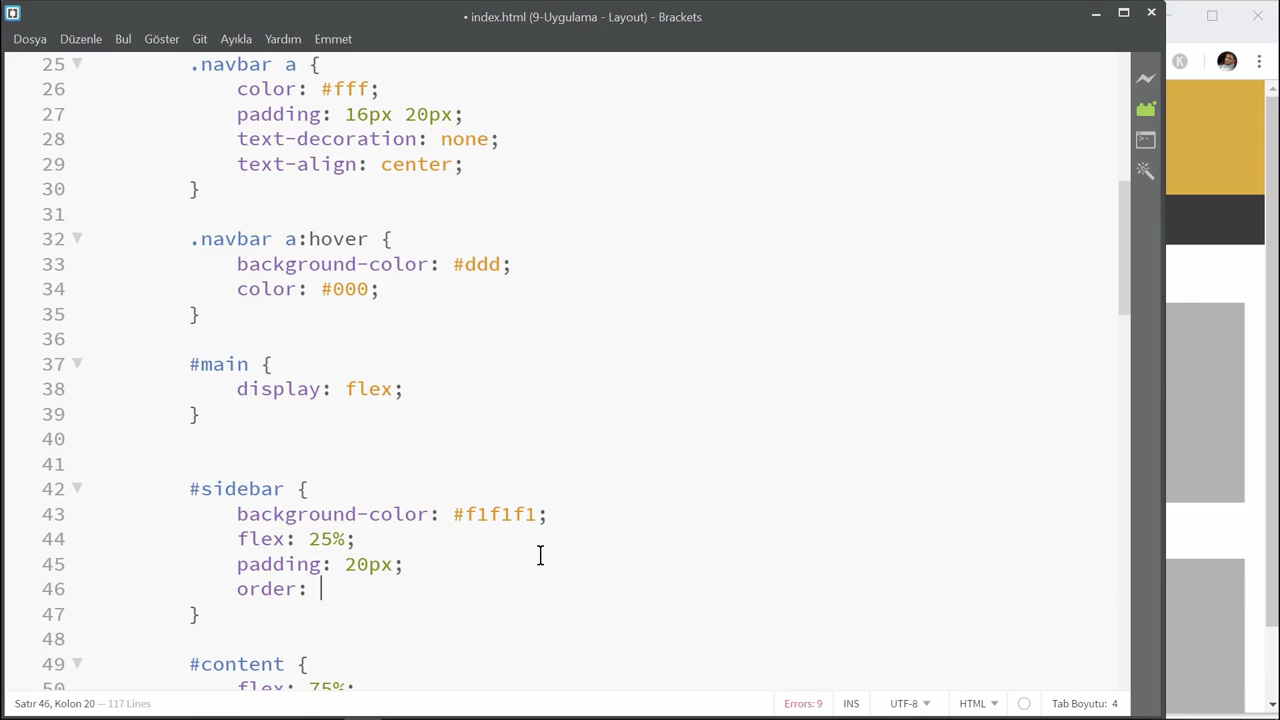 • index.html (9-Uygulama - Layout) - Brackets
Dosya Düzenle Bul Göster Git Ayıkla Yardım Emmet
25 .navbar a {
26 color: #fff;
27 padding: 16px 20px;
28 text-decoration: none;
29 text-align: center;
30 }
31
32 .navbar a:hover {
33 background-color: #ddd;
34 color: #000;
35 }
36
37 #main {
38 display: flex;
39 }
40
41
42 #sidebar {
43 background-color: #f1f1f1;
44 flex: 25%;
45 padding: 20px;
46 order:
47 }
48
49 #content {
50 flex: 75%;
Satır 46, Kolon 20 — 117 Lines Errors: 9 INS UTF-8 HTML Tab Boyutu: 4
K